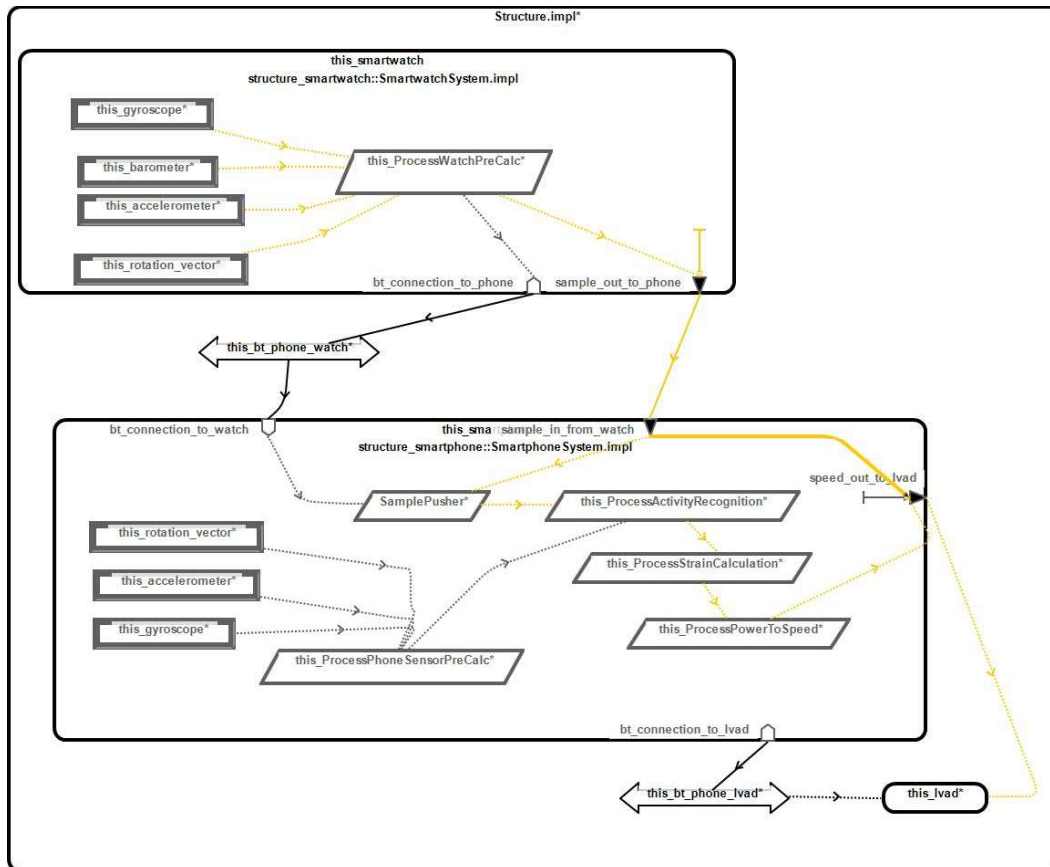 Structure.impl*
this_smartwatch
structure_smartwatch::SmartwatchSystem.impl
this_gyroscope*
this_ProcessWatchPreCalc*
this_barometer*
this_accelerometer*
this_rotation_vector*
bt_connection_to_phone
sample_out_to_phone
this_bt_phone_watch*
bt_connection_to_watch
this_sma
sample_in_from_watch
structure_smartphone::SmartphoneSystem.impl
speed_out_to_lvad
SamplePusher*
this_ProcessActivityRecognition*
this_rotation_vector*
this_ProcessStrainCalculation*
this_accelerometer*
this_gyroscope*
this_ProcessPowerToSpeed*
this_ProcessPhoneSensorPreCalc*
bt_connection_to_lvad
this_bt_phone_lvad*
this_lvad*